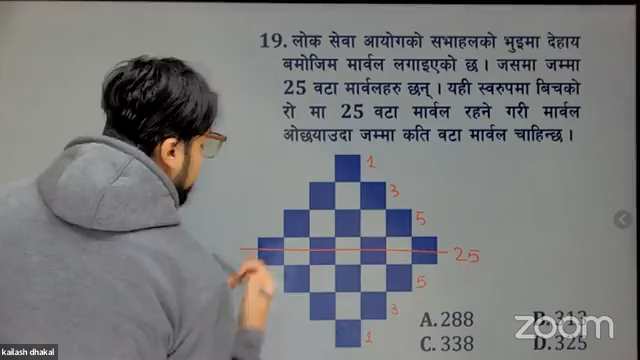 19. लोक सेवा आयोगको सभाहलको भुइमा देहाय
बमोजिम मार्वल लगाइएको छ । जसमा जम्मा
25 वटा मार्वलहरु छन् । यही स्वरुपमा बिचको
रो मा 25 वटा मार्वल रहने गरी मार्वल
ओछयाउदा जम्मा कति वटा मार्वल चाहिन्छ ।
1
3
5
25
5
3
1
A. 288 B. 313
C. 338 D. 325
zoom
kailash dhakal